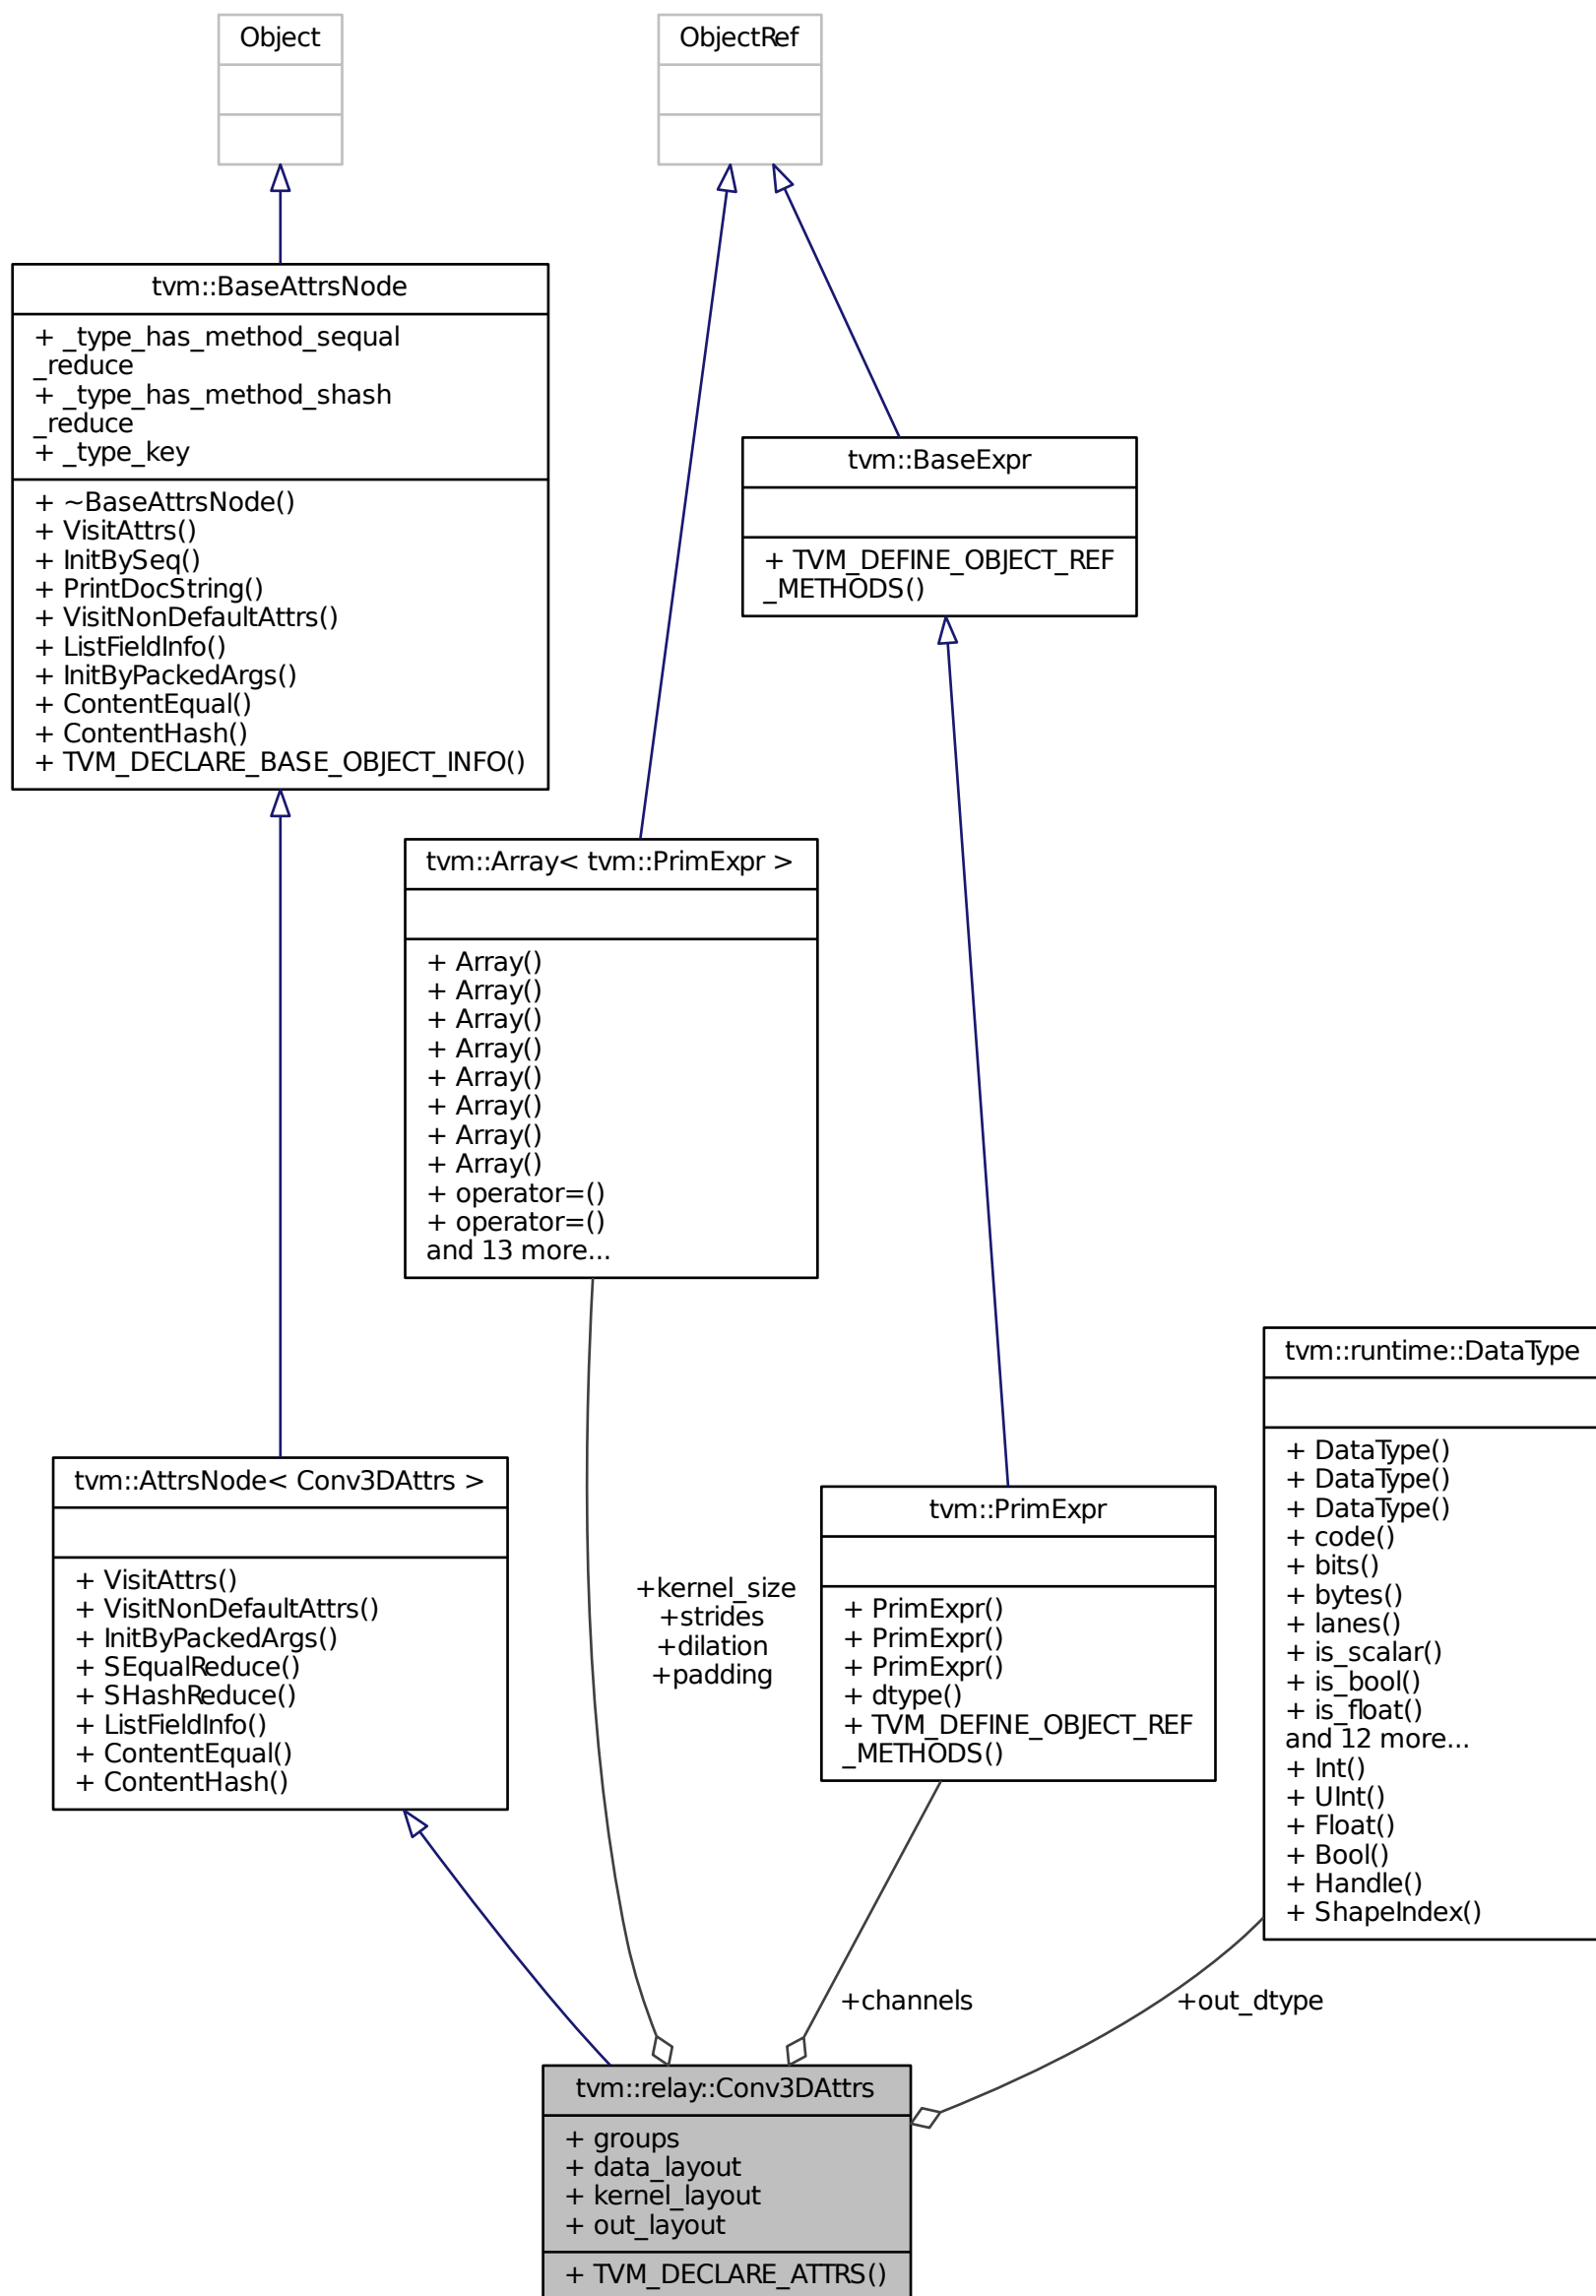 Object
ObjectRef
tvm::BaseAttrsNode
+ _type_has_method_sequal
_reduce
+ _type_has_method_shash
_reduce
+ _type_key
+ ~BaseAttrsNode()
+ VisitAttrs()
+ InitBySeq()
+ PrintDocString()
+ VisitNonDefaultAttrs()
+ ListFieldInfo()
+ InitByPackedArgs()
+ ContentEqual()
+ ContentHash()
+ TVM_DECLARE_BASE_OBJECT_INFO()
tvm::BaseExpr
+ TVM_DEFINE_OBJECT_REF
_METHODS()
tvm::Array< tvm::PrimExpr >
+ Array()
+ Array()
+ Array()
+ Array()
+ Array()
+ Array()
+ Array()
+ Array()
+ operator=()
+ operator=()
and 13 more...
tvm::runtime::DataType
+ DataType()
+ DataType()
+ DataType()
+ code()
+ bits()
+ bytes()
+ lanes()
+ is_scalar()
+ is_bool()
+ is_float()
and 12 more...
+ Int()
+ UInt()
+ Float()
+ Bool()
+ Handle()
+ ShapeIndex()
tvm::AttrsNode< Conv3DAttrs >
+ VisitAttrs()
+ VisitNonDefaultAttrs()
+ InitByPackedArgs()
+ SEqualReduce()
+ SHashReduce()
+ ListFieldInfo()
+ ContentEqual()
+ ContentHash()
+kernel_size
+strides
+dilation
+padding
tvm::PrimExpr
+ PrimExpr()
+ PrimExpr()
+ PrimExpr()
+ dtype()
+ TVM_DEFINE_OBJECT_REF
_METHODS()
+channels
+out_dtype
tvm::relay::Conv3DAttrs
+ groups
+ data_layout
+ kernel_layout
+ out_layout
+ TVM_DECLARE_ATTRS()